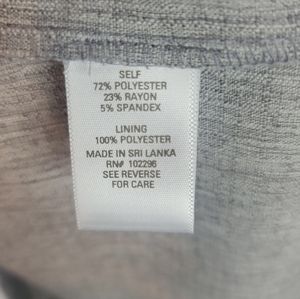 SELF
72% POLYESTER
23% RAYON
5% SPANDEX
LINING
100% POLYESTER
MADE IN SRI LANKA
RN# 102296
SEE REVERSE
FOR CARE